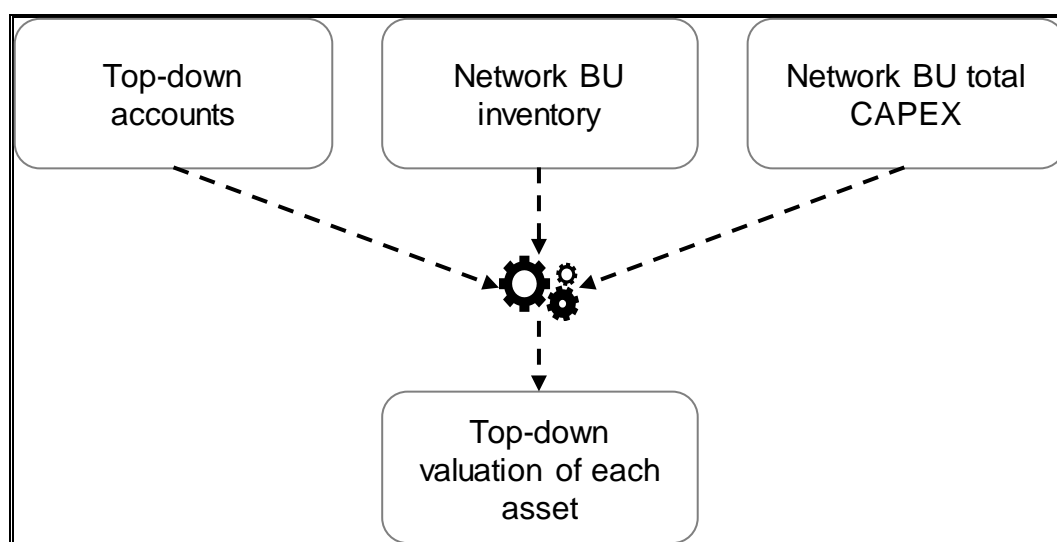 Top-down
accounts
Network BU
inventory
Network BU total
CAPEX
Top-down
valuation of each
asset